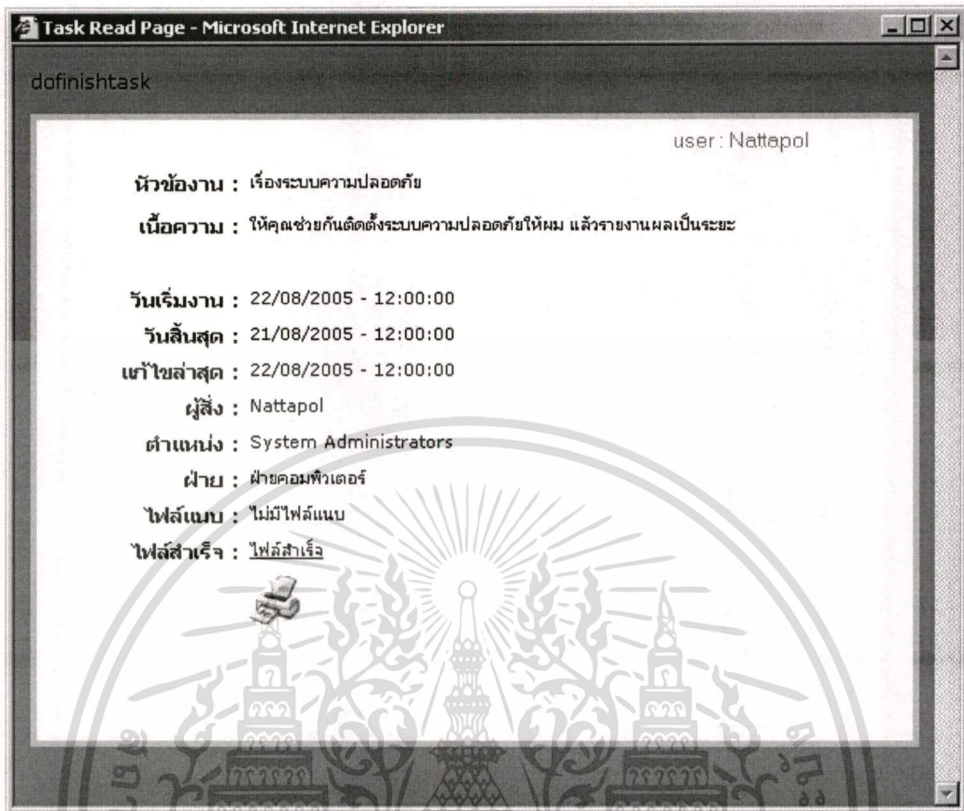 Task Read Page - Microsoft Internet Explorer
dofinishtask
user : Nattapol
หัวข้องาน : เรื่องระบบความปลอดภัย
เนื้อความ : ให้คุณช่วยกันติดตั้งระบบความปลอดภัยให้ผม แล้วรายงานผลเป็นระยะ
วันเริ่มงาน : 22/08/2005 - 12:00:00
วันสิ้นสุด : 21/08/2005 - 12:00:00
แก้ไขล่าสุด : 22/08/2005 - 12:00:00
ผู้สั่ง : Nattapol
ตำแหน่ง : System Administrators
ฝ่าย : ฝ่ายคอมพิวเตอร์
ไฟล์แนบ : ไม่มีไฟล์แนบ
ไฟล์สำเร็จ : ไฟล์สำเร็จ